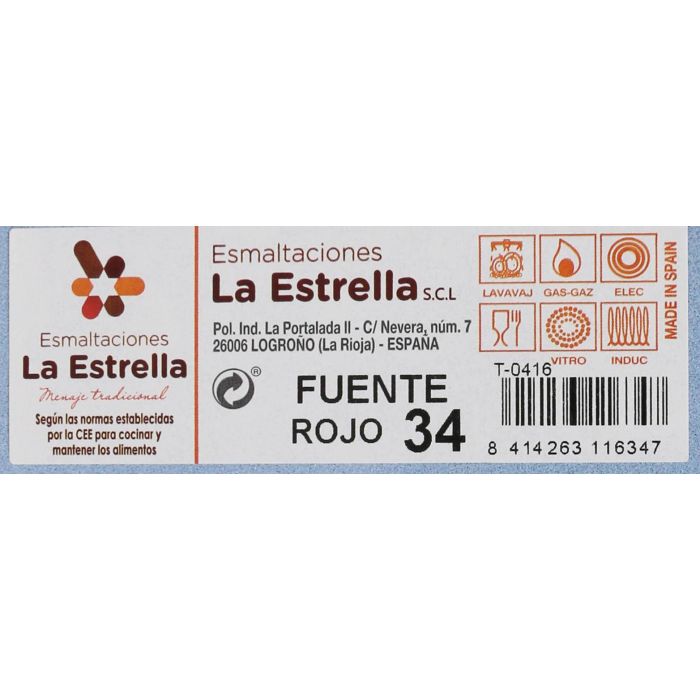 Esmaltaciones
La Estrella
Menaje tradicional
Según las normas establecidas
por la CEE para cocinar y
mantener los alimentos
Esmaltaciones
La Estrella S.C.L
Pol. Ind. La Portalada II - C/ Nevera, núm. 7
26006 LOGROÑO (La Rioja) - ESPAÑA
®
FUENTE
ROJO 34
LAVAVAJ GAS-GAZ ELEC
VITRO INDUC
MADE IN SPAIN
T-0416
8 414263 116347